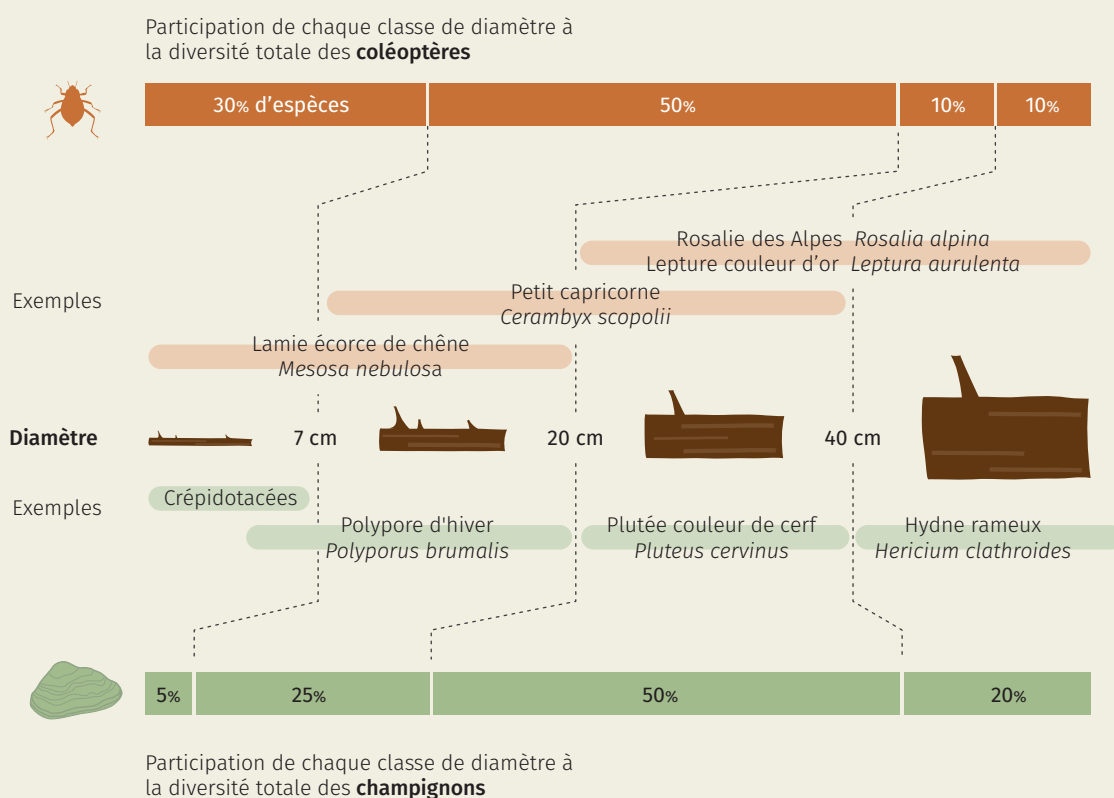 Participation de chaque classe de diamètre à
la diversité totale des coléoptères
30% d'espèces 50% 10% 10%
Rosalie des Alpes Rosalia alpina
Lepture couleur d'or Leptura aurulenta
Exemples
Petit capricorne
Cerambyx scopolii
Lamie écorce de chêne
Mesosa nebulosa
Diamètre 7 cm 20 cm 40 cm
Exemples
Crépidotacées
Polypore d'hiver
Polyporus brumalis
Plutée couleur de cerf
Pluteus cervinus
Hydne rameux
Hericium clathroides
5% 25% 50% 20%
Participation de chaque classe de diamètre à
la diversité totale des champignons